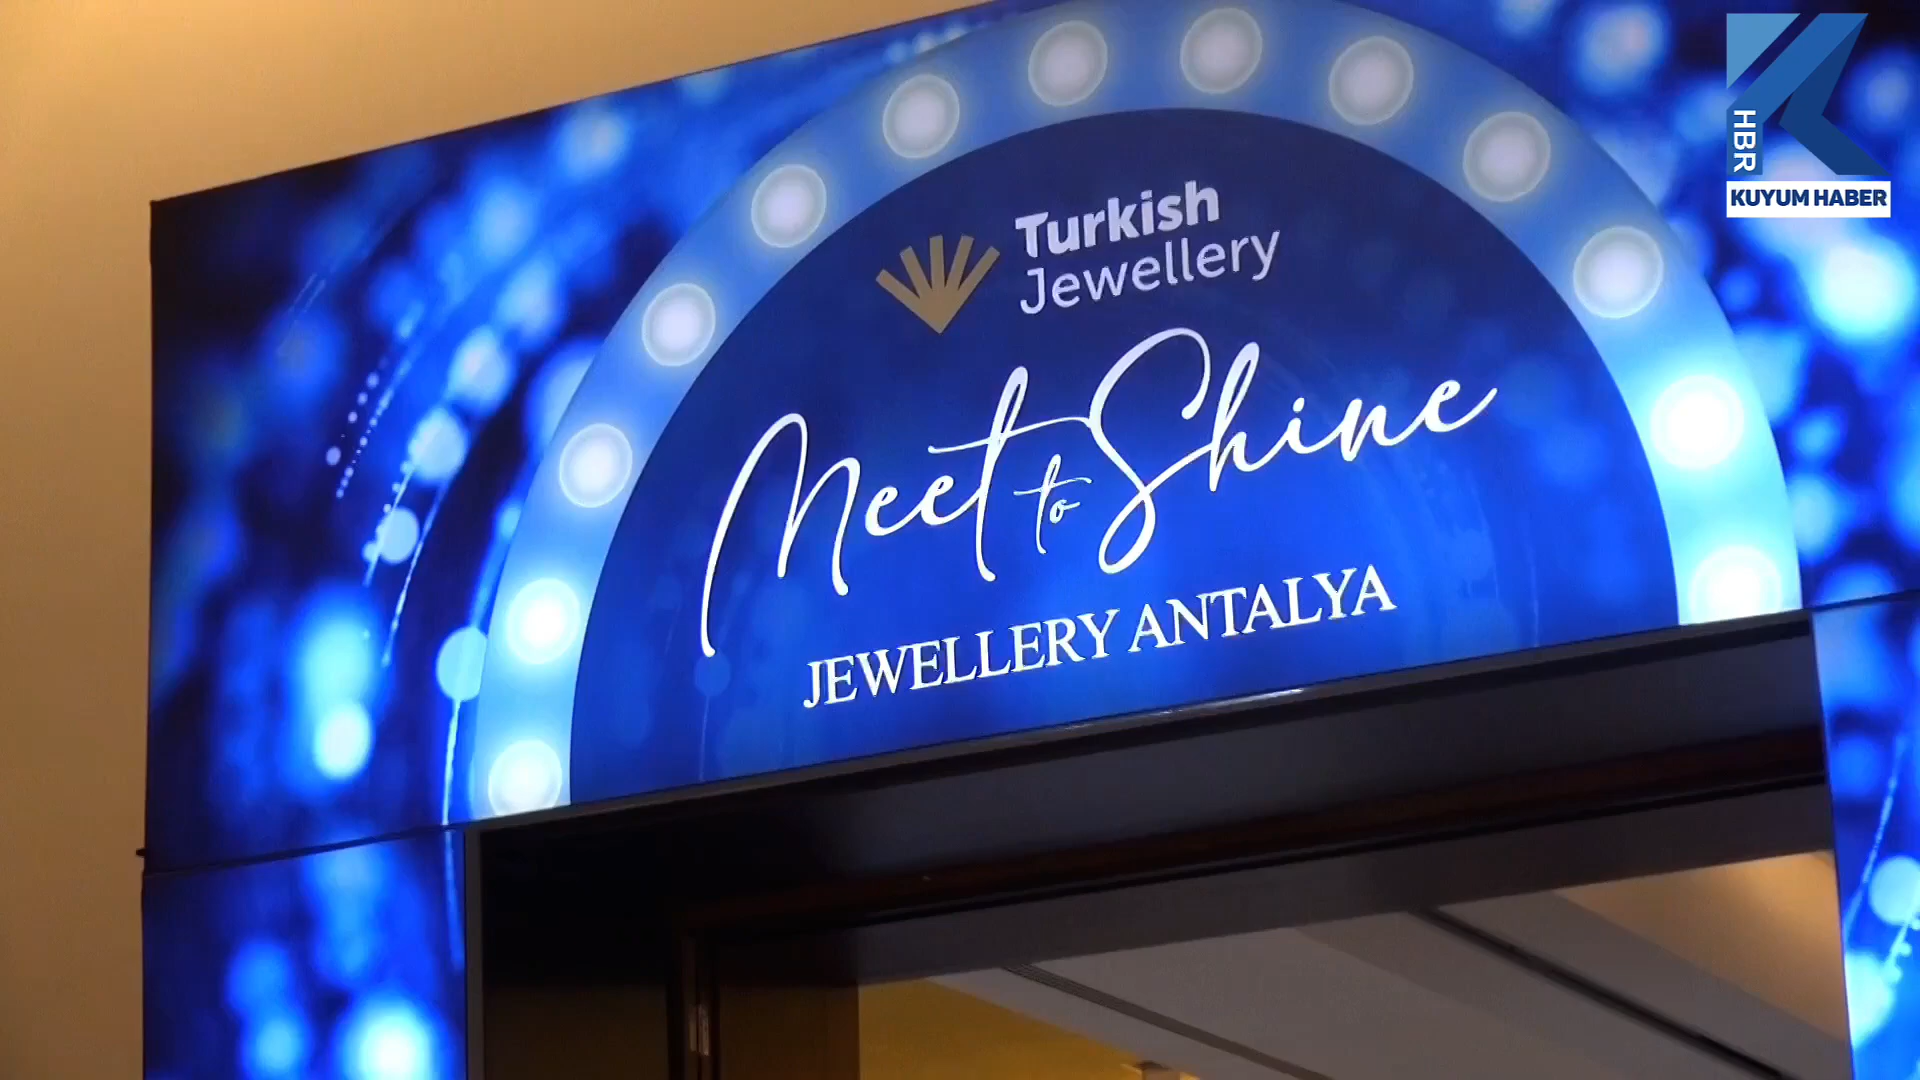 Turkish
Jewellery
Meet to Shine
JEWELLERY ANTALYA
HBR
KUYUM HABER